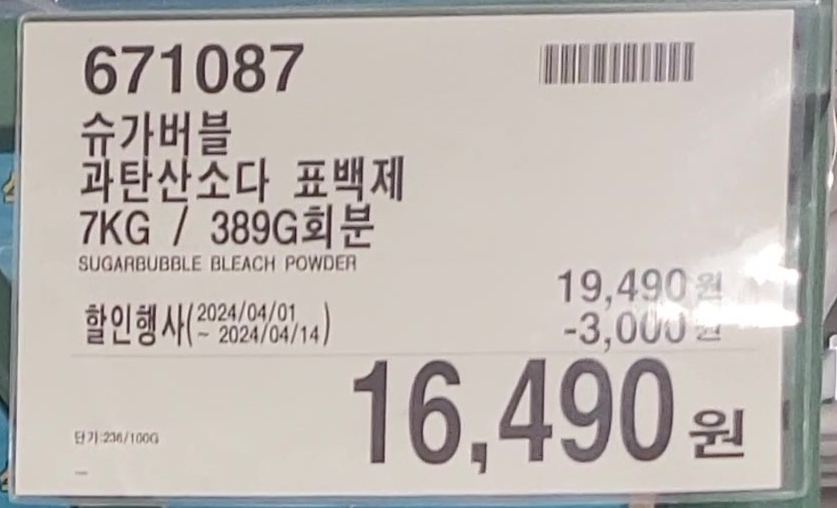 671087
슈가버블
과탄산소다 표백제
7KG / 389G회분
SUGARBUBBLE BLEACH POWDER
19,490원
할인행사(2024/04/01 ~ 2024/04/14)
-3,000원
16,490원
단가:236/100G